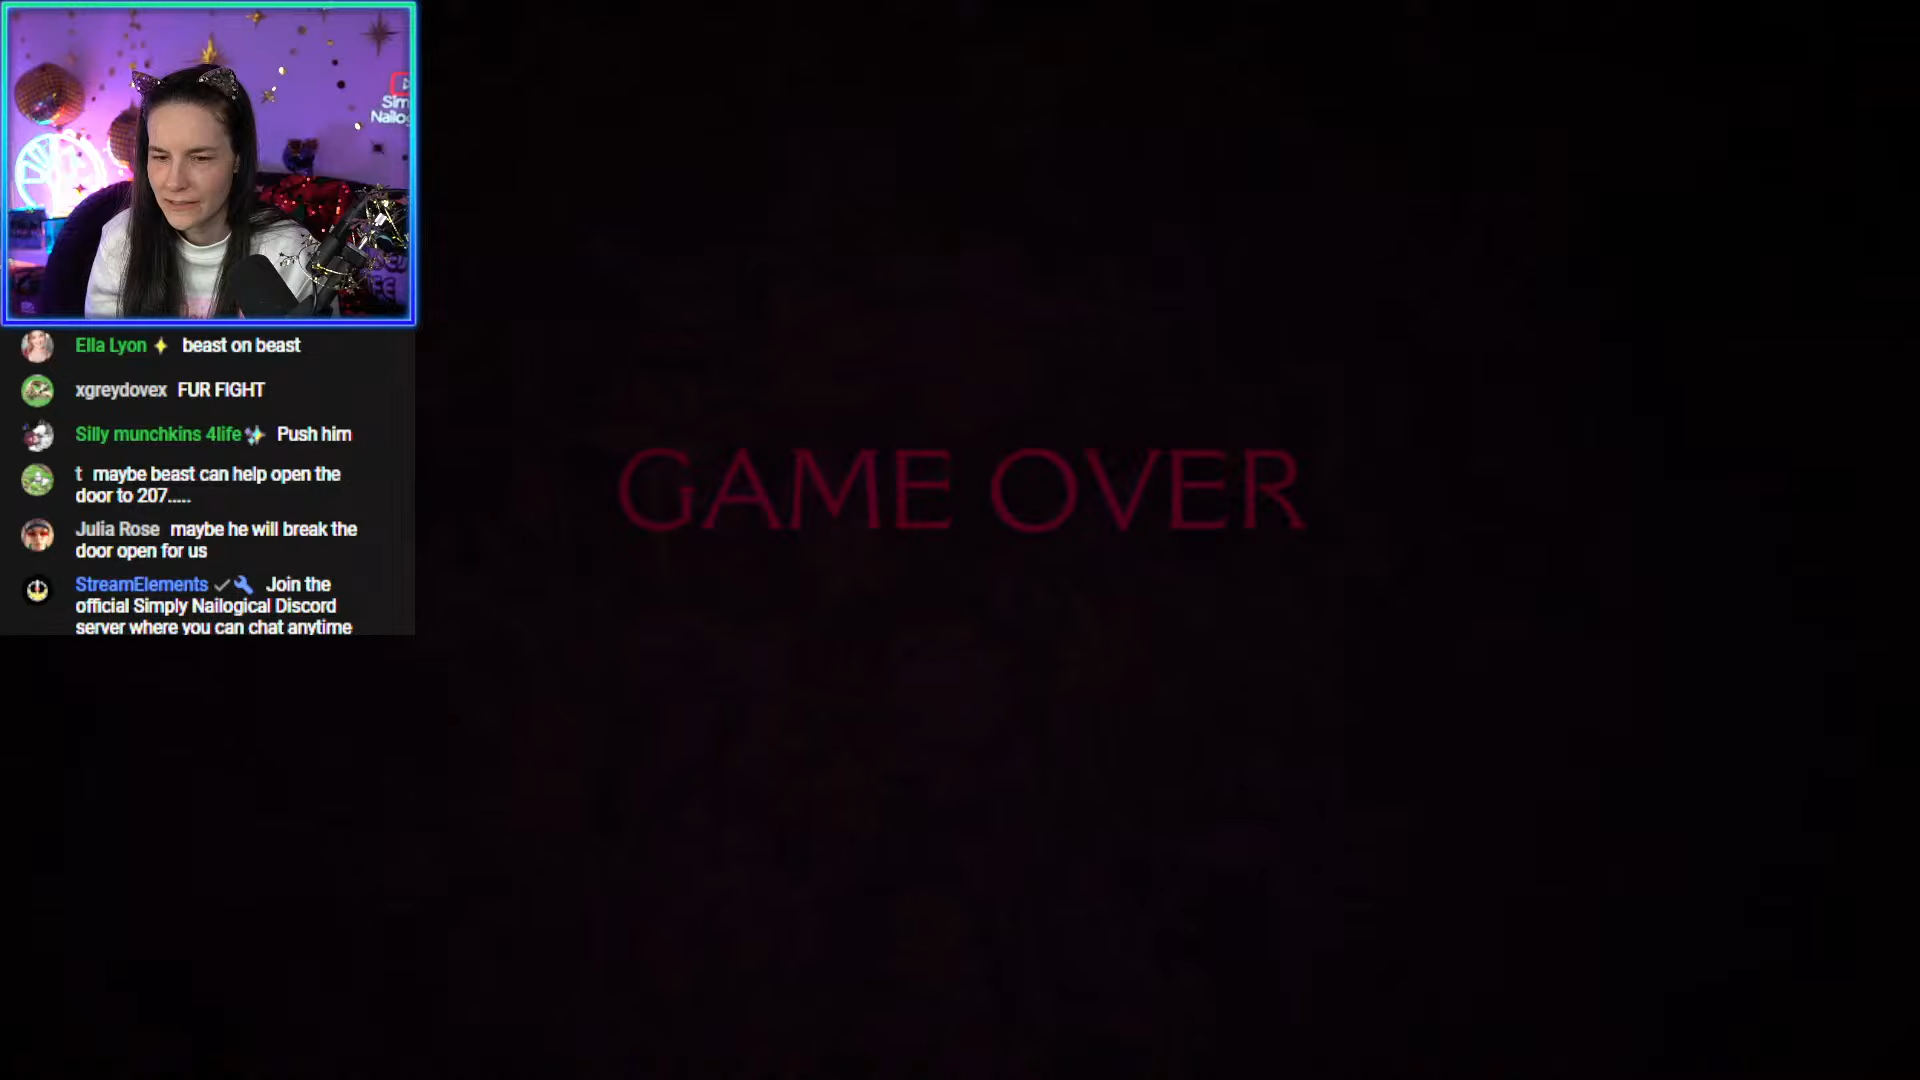 Sim
Nailo
Ella Lyon beast on beast
xgreydovex FUR FIGHT
Silly munchkins 4life Push him
t maybe beast can help open the
door to 207.....
Julia Rose maybe he will break the
door open for us
StreamElements Join the
official Simply Nailogical Discord
server where you can chat anytime
GAME OVER